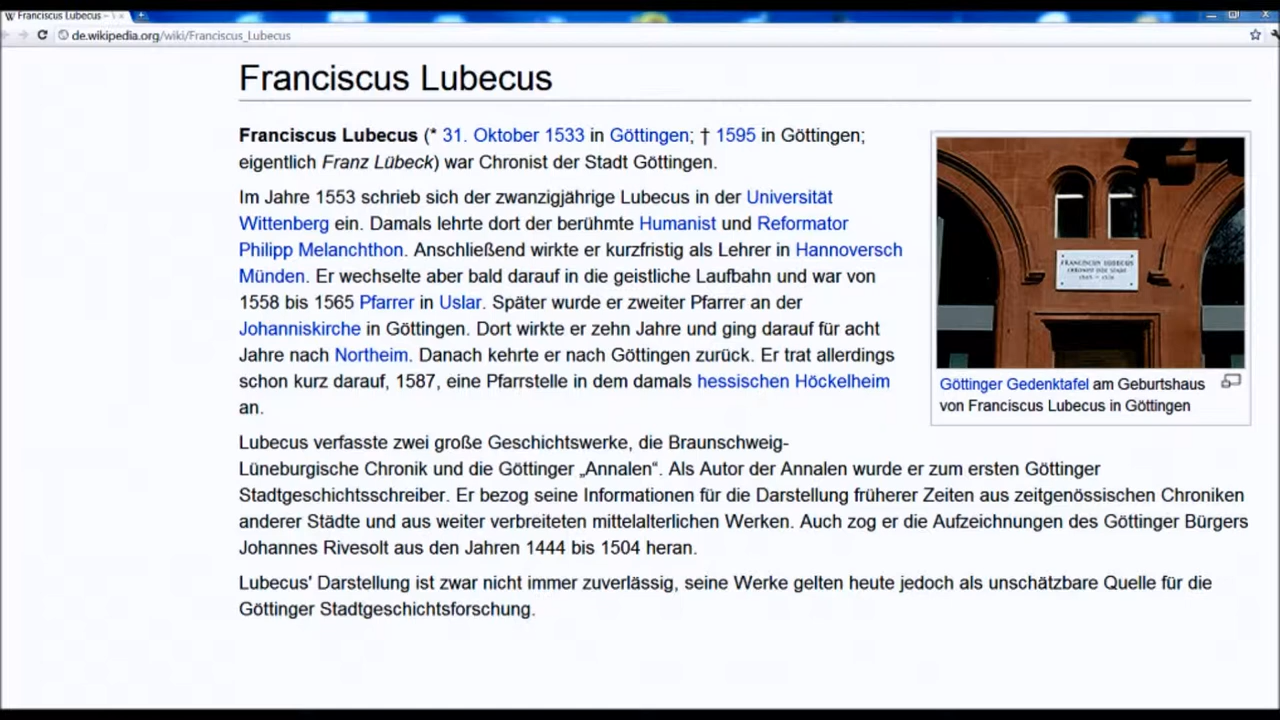 Franciscus Lubecus –
de.wikipedia.org/wiki/Franciscus_Lubecus
Franciscus Lubecus
Franciscus Lubecus (* 31. Oktober 1533 in Göttingen; † 1595 in Göttingen;
eigentlich Franz Lübeck) war Chronist der Stadt Göttingen.
Im Jahre 1553 schrieb sich der zwanzigjährige Lubecus in der Universität
Wittenberg ein. Damals lehrte dort der berühmte Humanist und Reformator
Philipp Melanchthon. Anschließend wirkte er kurzfristig als Lehrer in Hannoversch
Münden. Er wechselte aber bald darauf in die geistliche Laufbahn und war von
1558 bis 1565 Pfarrer in Uslar. Später wurde er zweiter Pfarrer an der
Johanniskirche in Göttingen. Dort wirkte er zehn Jahre und ging darauf für acht
Jahre nach Northeim. Danach kehrte er nach Göttingen zurück. Er trat allerdings
schon kurz darauf, 1587, eine Pfarrstelle in dem damals hessischen Höckelheim
an.
FRANCISCUS LUBECUS
CHRONIST DER STADT
Göttinger Gedenktafel am Geburtshaus
von Franciscus Lubecus in Göttingen
Lubecus verfasste zwei große Geschichtswerke, die Braunschweig-
Lüneburgische Chronik und die Göttinger „Annalen“. Als Autor der Annalen wurde er zum ersten Göttinger
Stadtgeschichtsschreiber. Er bezog seine Informationen für die Darstellung früherer Zeiten aus zeitgenössischen Chroniken
anderer Städte und aus weiter verbreiteten mittelalterlichen Werken. Auch zog er die Aufzeichnungen des Göttinger Bürgers
Johannes Rivesolt aus den Jahren 1444 bis 1504 heran.
Lubecus' Darstellung ist zwar nicht immer zuverlässig, seine Werke gelten heute jedoch als unschätzbare Quelle für die
Göttinger Stadtgeschichtsforschung.